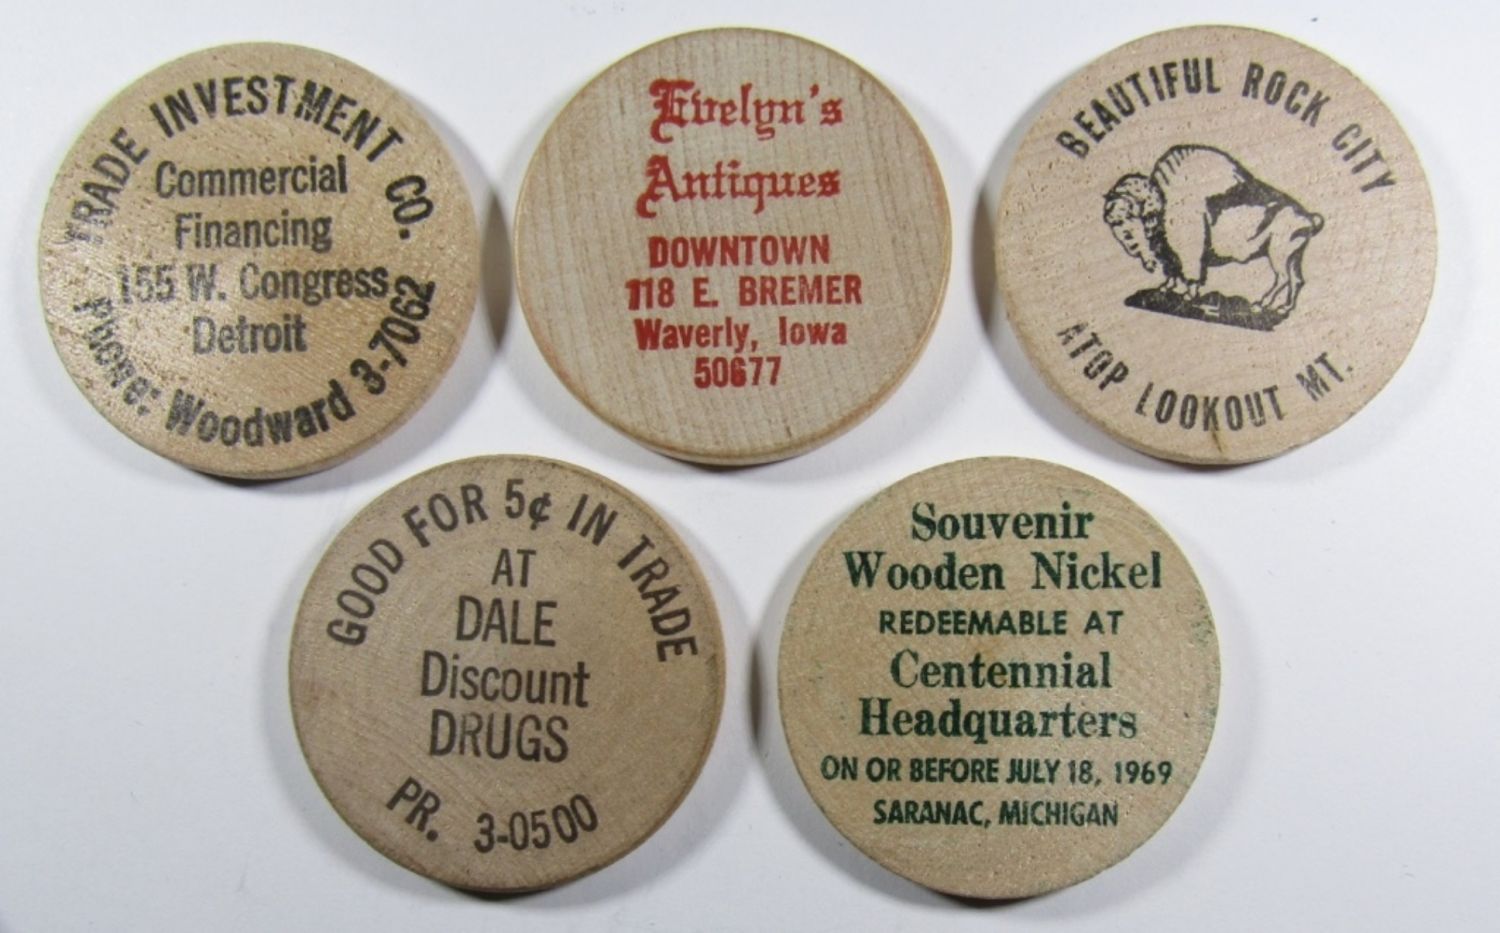 TRADE INVESTMENT CO.
Commercial
Financing
155 W. Congress
Detroit
Phone: Woodward 3-7062
Evelyn's
Antiques
DOWNTOWN
118 E. BREMER
Waverly, Iowa
50677
BEAUTIFUL ROCK CITY
ATOP LOOKOUT MT.
GOOD FOR 5¢ IN TRADE
AT
DALE
Discount
DRUGS
PR. 3-0500
Souvenir
Wooden Nickel
REDEEMABLE AT
Centennial
Headquarters
ON OR BEFORE JULY 18, 1969
SARANAC, MICHIGAN